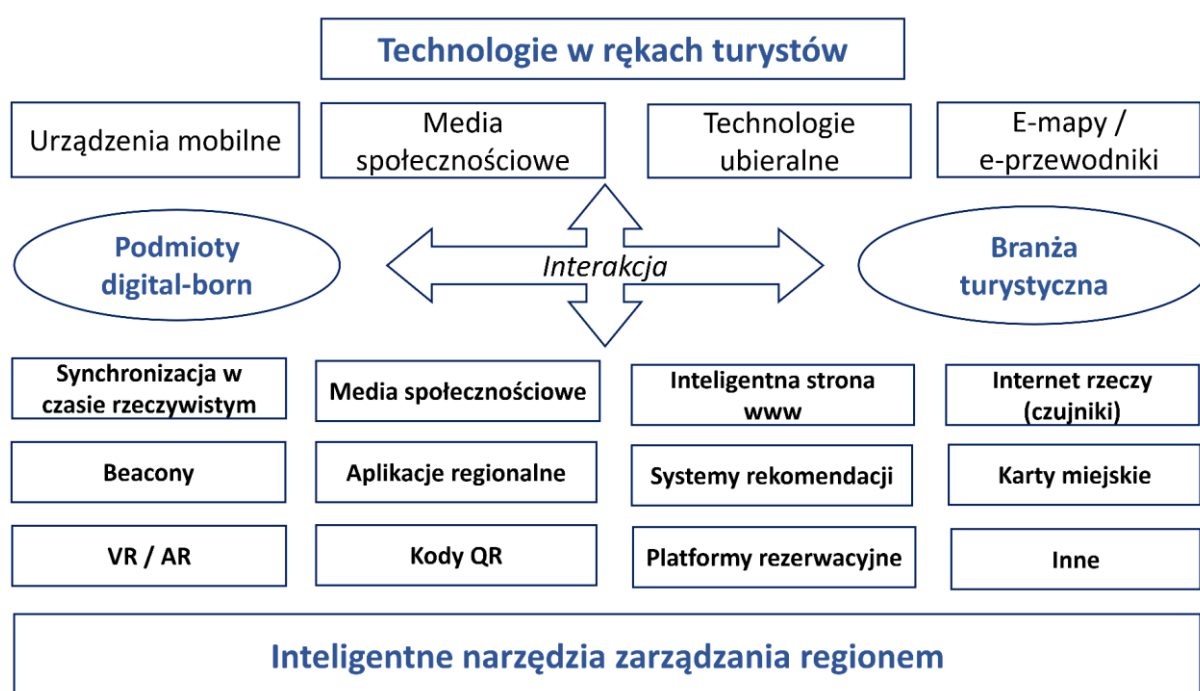 Technologie w rękach turystów
Urządzenia mobilne
Media
społecznościowe
Technologie
ubieralne
E-mapy /
e-przewodniki
Podmioty
digital-born
Interakcja
Branża
turystyczna
Synchronizacja w
czasie rzeczywistym
Media społecznościowe
Inteligentna strona
www
Internet rzeczy
(czujniki)
Beacony
Aplikacje regionalne
Systemy rekomendacji
Karty miejskie
VR / AR
Kody QR
Platformy rezerwacyjne
Inne
Inteligentne narzędzia zarządzania regionem